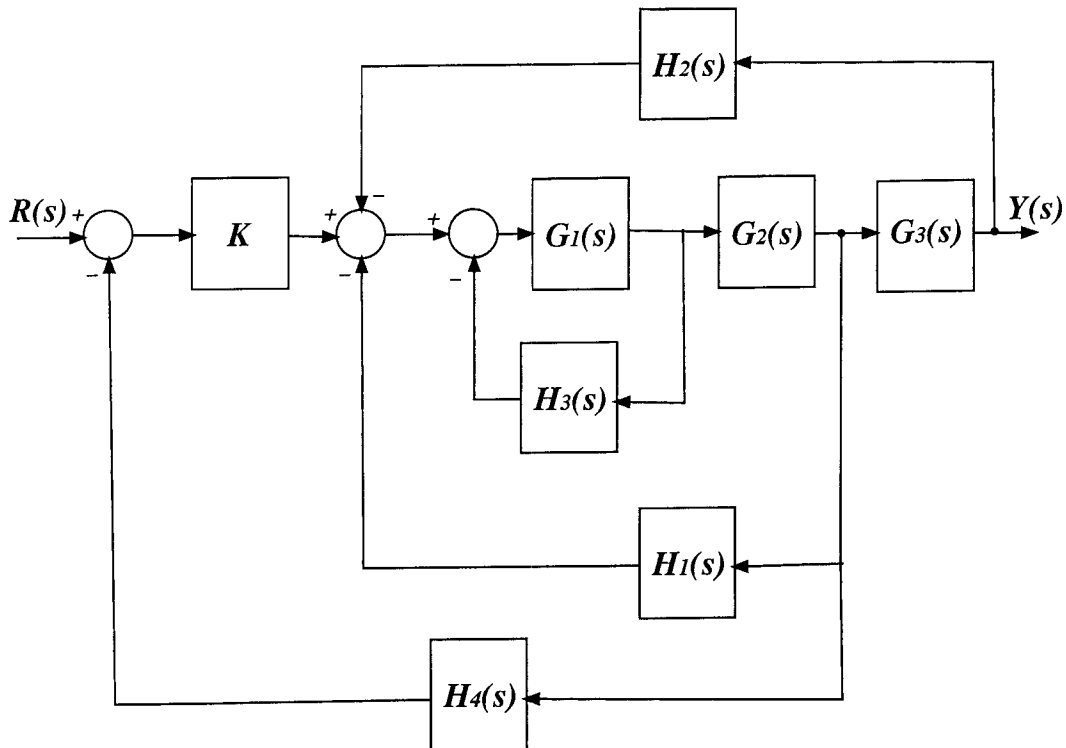 H2(s)
R(s) + K + - + G1(s) G2(s) G3(s) Y(s)
- - -
H3(s)
H1(s)
H4(s)